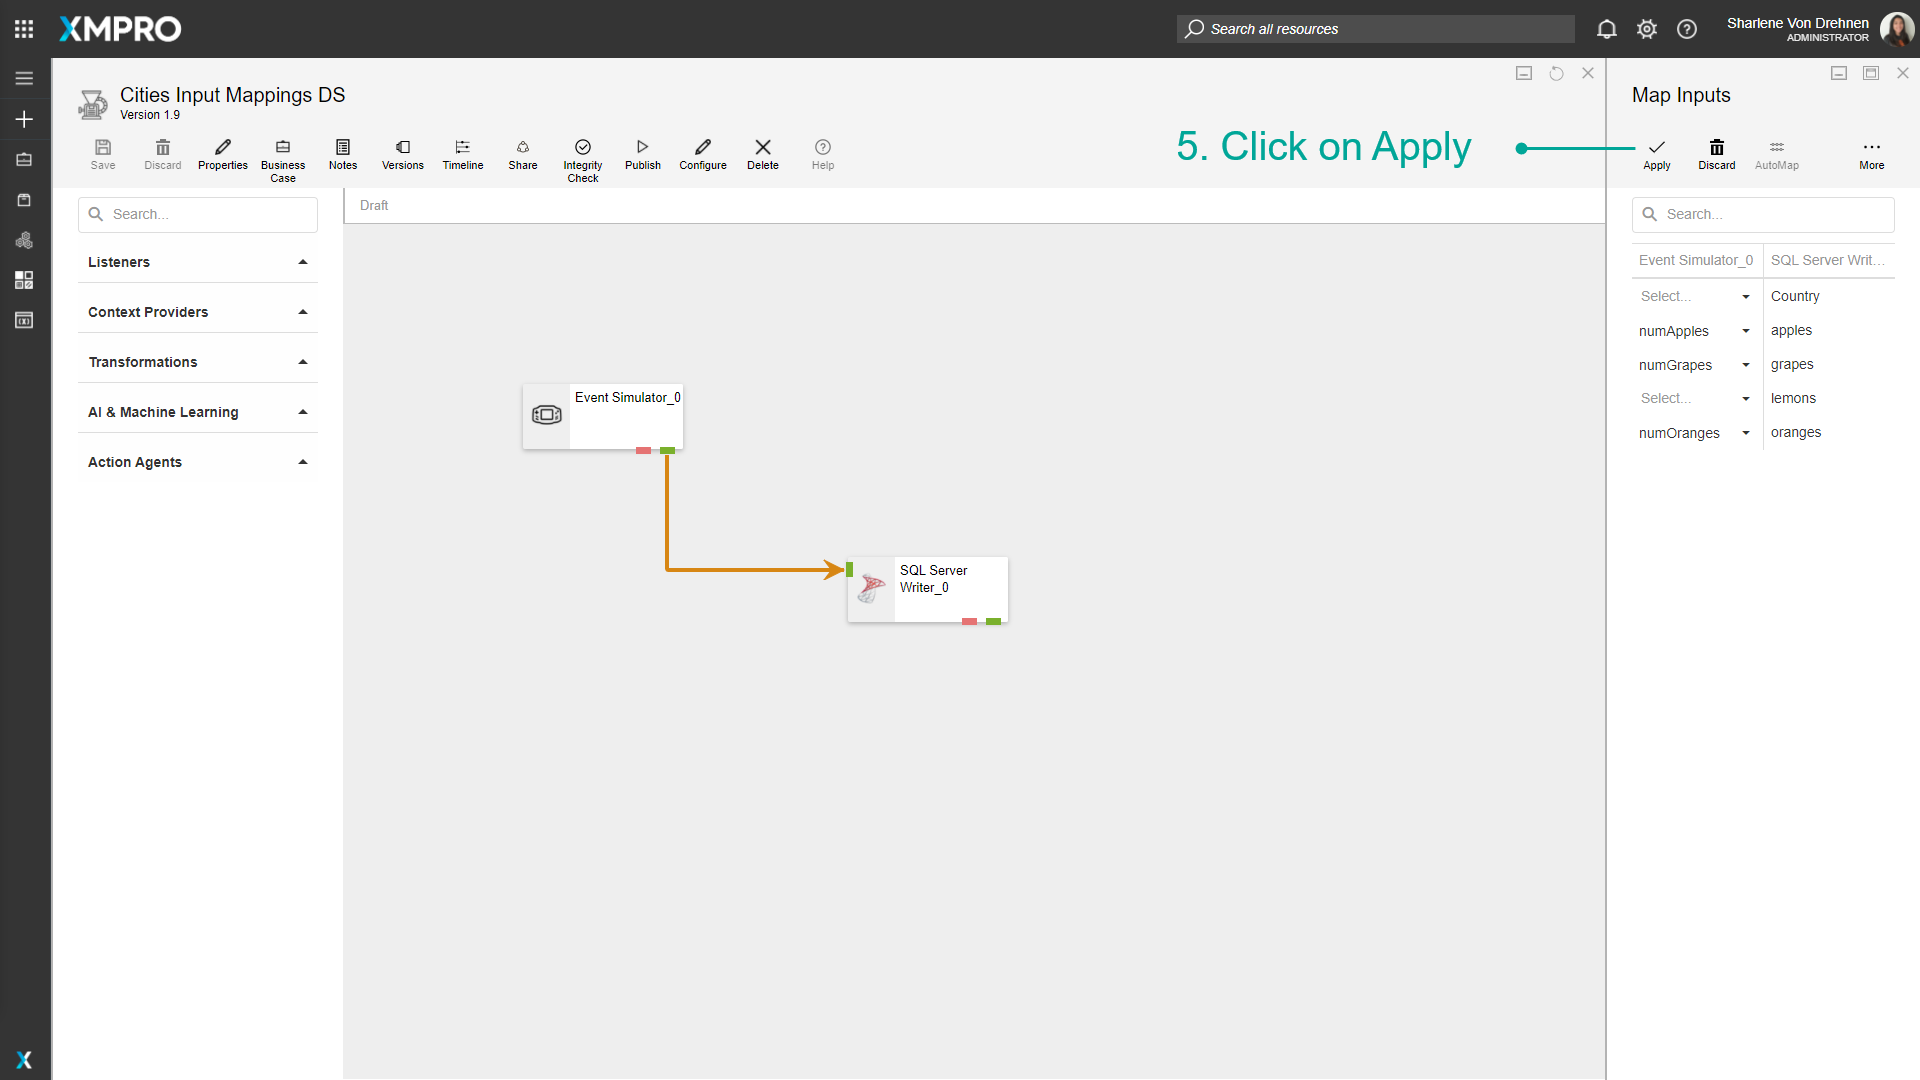 XMPRO
Search all resources
Sharlene Von Drehnen
ADMINISTRATOR
Cities Input Mappings DS
Version 1.9
Save
Discard
Properties
Business
Case
Notes
Versions
Timeline
Share
Integrity
Check
Publish
Configure
Delete
Help
5. Click on Apply
Map Inputs
Apply
Discard
AutoMap
More
Search...
Listeners
Context Providers
Transformations
AI & Machine Learning
Action Agents
Draft
Event Simulator_0
SQL Server
Writer_0
Search...
Event Simulator_0 SQL Server Writ...
Select... Country
numApples apples
numGrapes grapes
Select... lemons
numOranges oranges